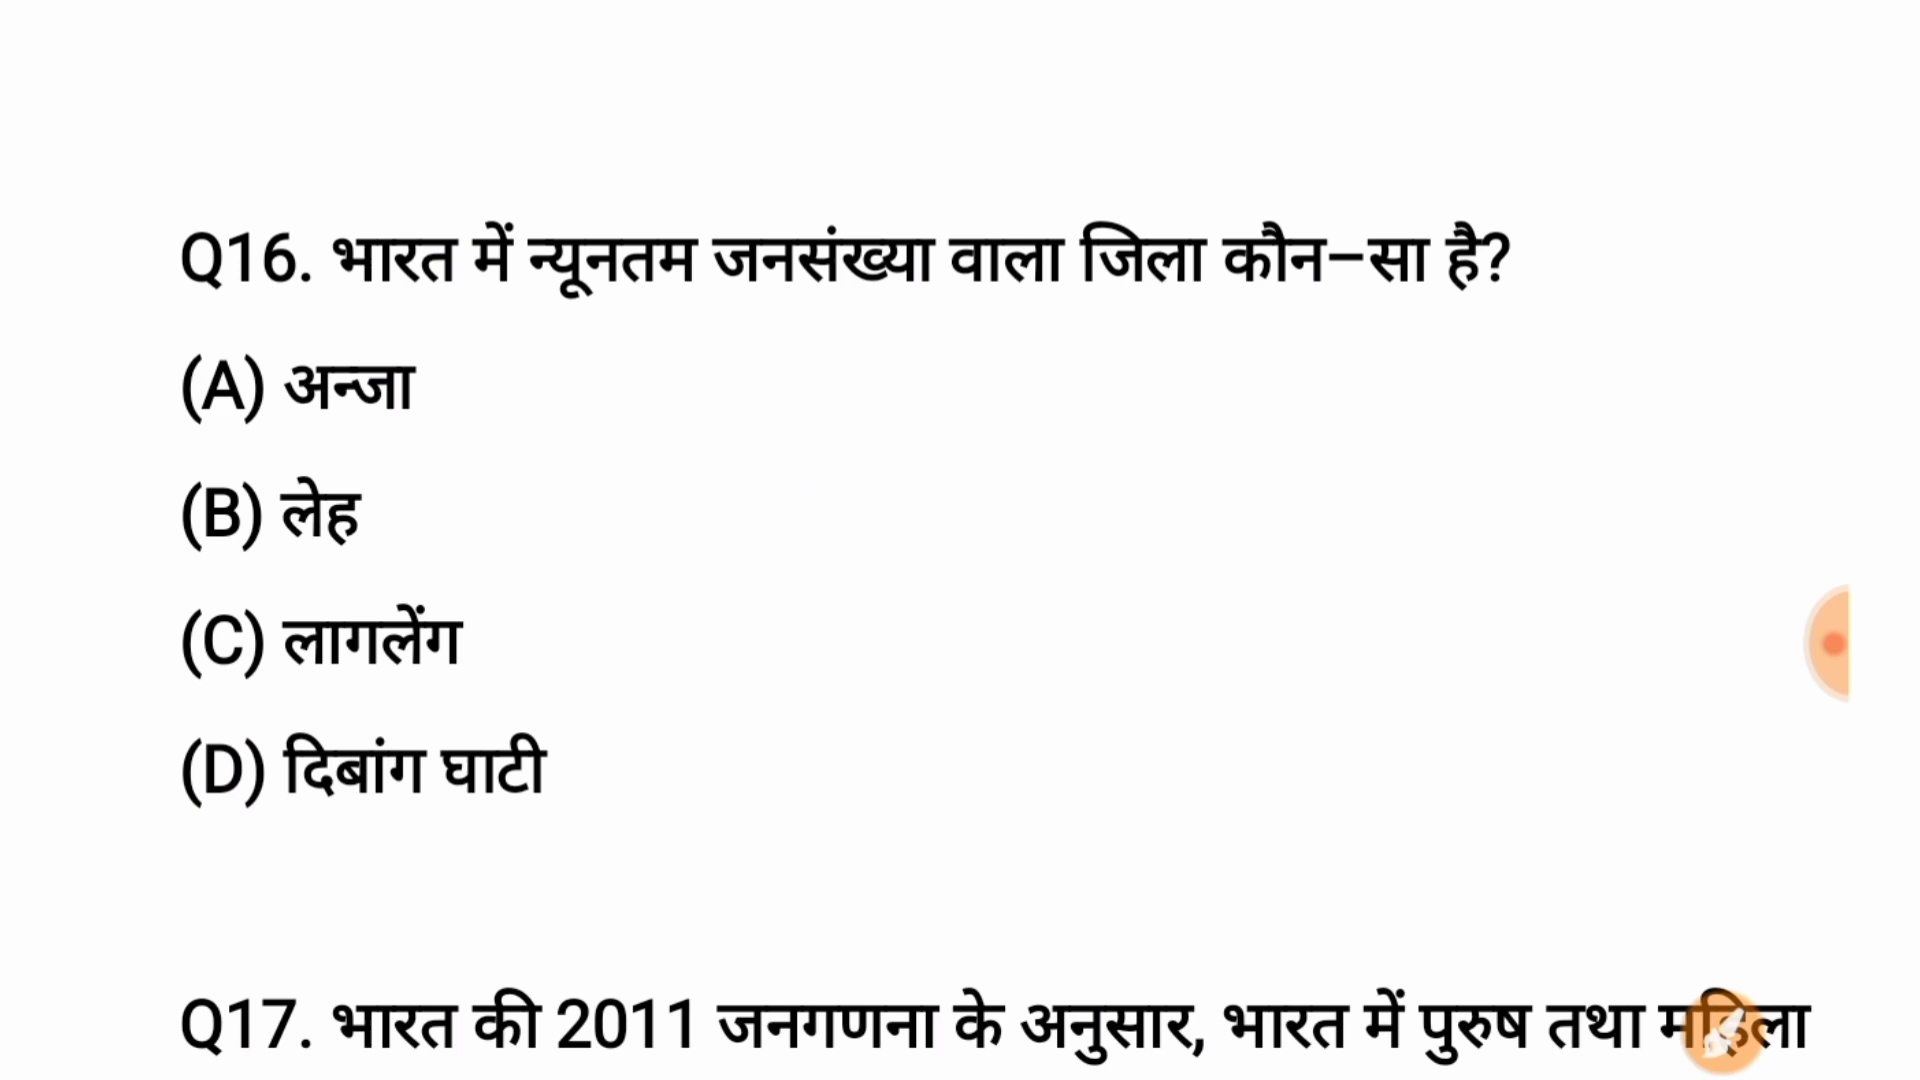 Q16. भारत में न्यूनतम जनसंख्या वाला जिला कौन–सा है?
(A) अन्जा
(B) लेह
(C) लागलेंग
(D) दिबांग घाटी
Q17. भारत की 2011 जनगणना के अनुसार, भारत में पुरुष तथा महिला